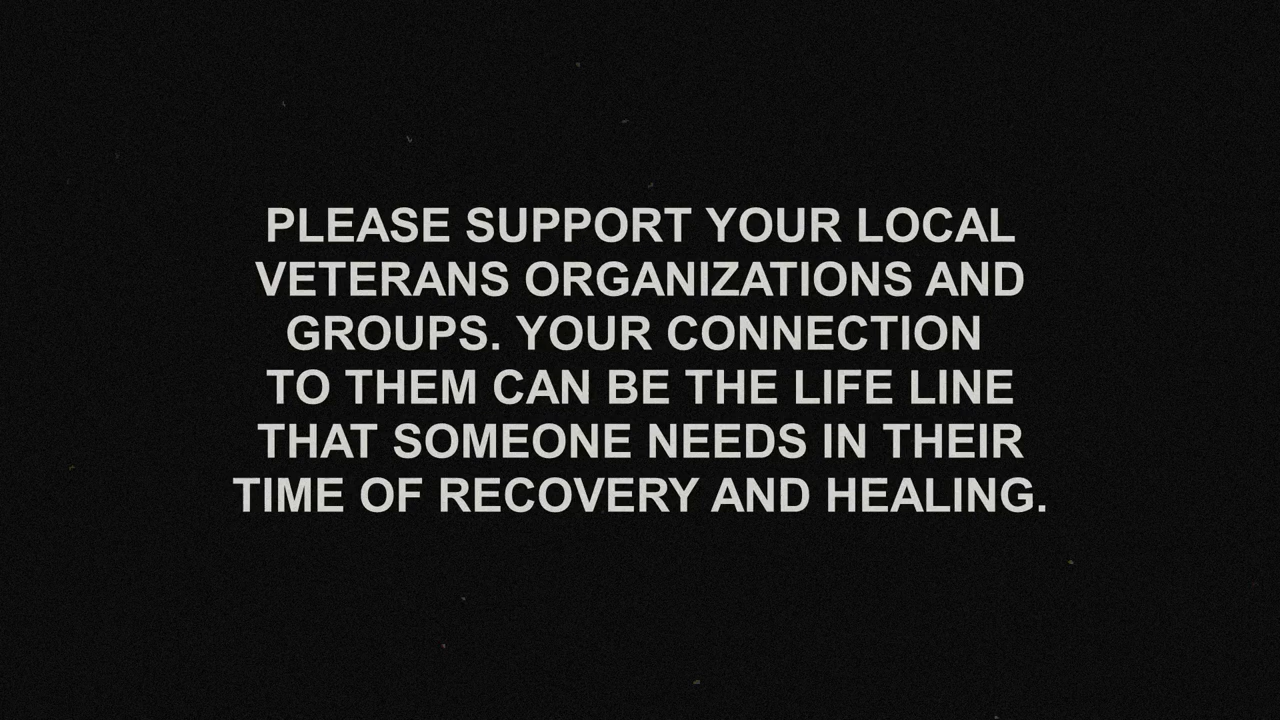 PLEASE SUPPORT YOUR LOCAL
VETERANS ORGANIZATIONS AND
GROUPS. YOUR CONNECTION
TO THEM CAN BE THE LIFE LINE
THAT SOMEONE NEEDS IN THEIR
TIME OF RECOVERY AND HEALING.